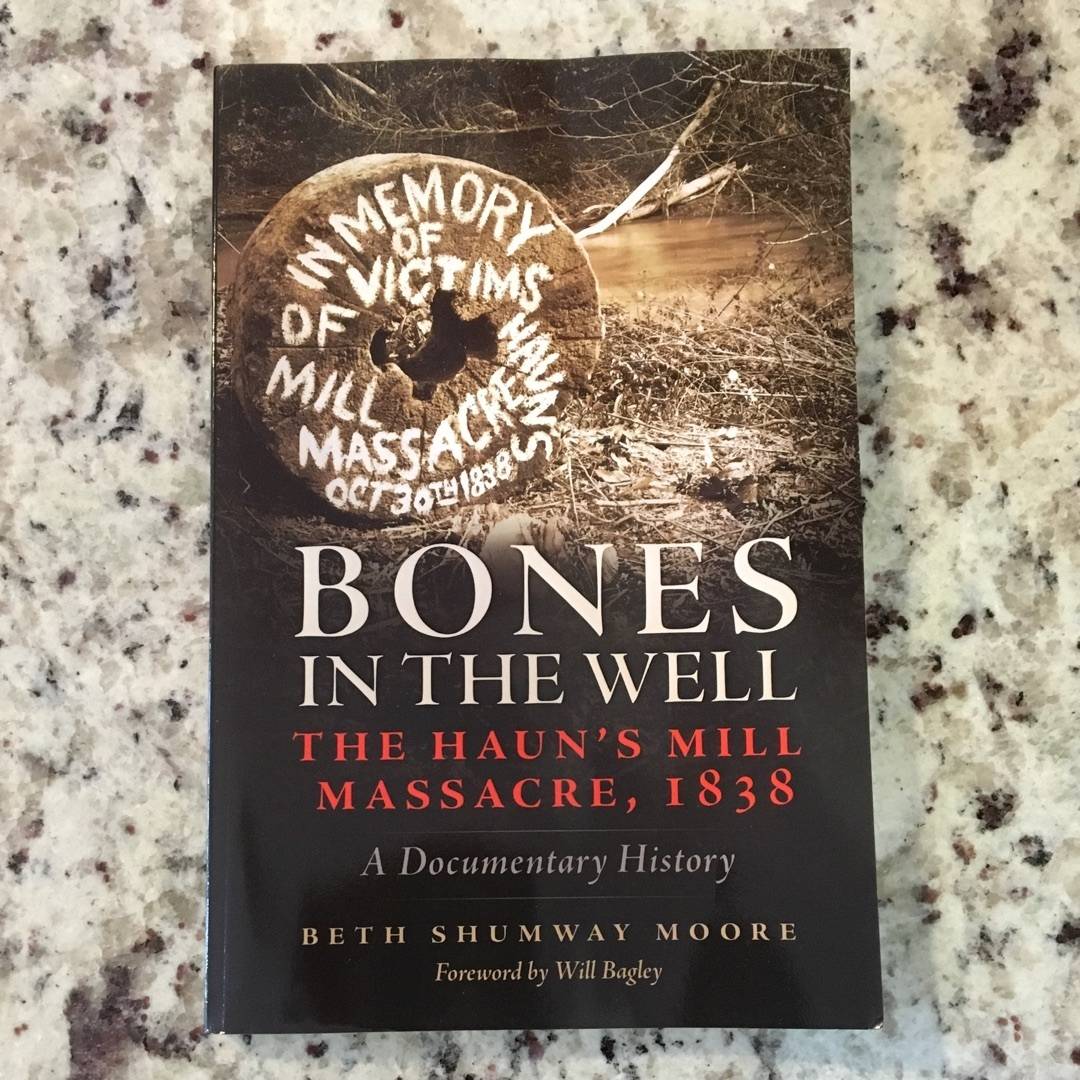 IN MEMORY
OF
VICTIMS
OF HAUNS
MILL
MASSACRE
OCT 30TH 1838
BONES
IN THE WELL
THE HAUN'S MILL
MASSACRE, 1838
A Documentary History
BETH SHUMWAY MOORE
Foreword by Will Bagley